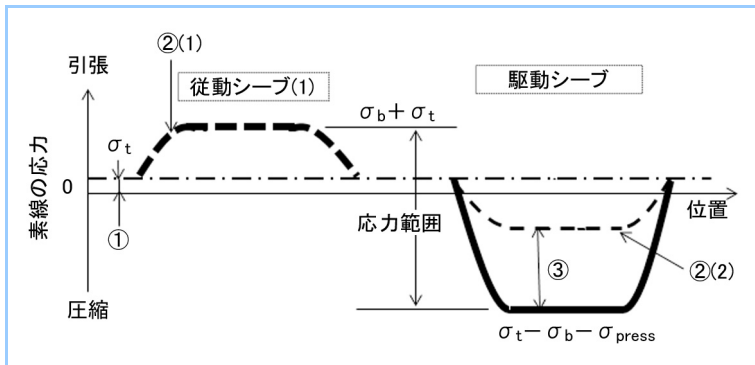 ②(1)
引張
従動シーブ(1)
駆動シーブ
σb+σt
σt
0
素線の応力
位置
①
応力範囲
③
②(2)
圧縮
σt−σb−σpress